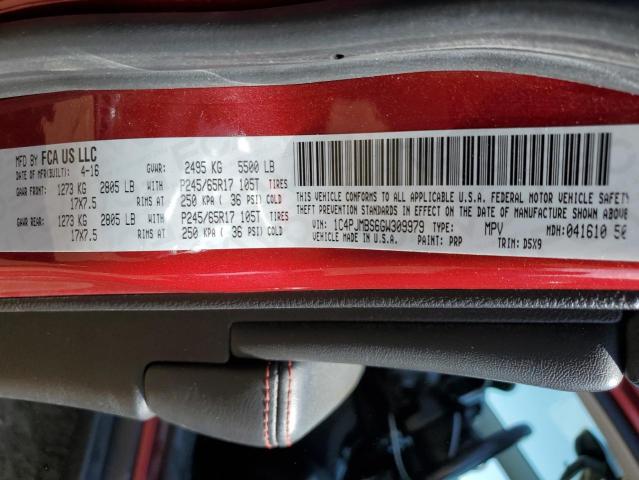 MFD BY FCA US LLC
DATE OF MFR(BUILT): 4-16 GVWR: 2495 KG 5500 LB
GAWR FRONT: 1273 KG 2805 LB WITH P245/65R17 105T TIRES
17X7.5 RIMS AT 250 KPA ( 36 PSI) COLD
GAWR REAR: 1273 KG 2805 LB WITH P245/65R17 105T TIRES
17X7.5 RIMS AT 250 KPA ( 36 PSI) COLD
THIS VEHICLE CONFORMS TO ALL APPLICABLE U.S.A. FEDERAL MOTOR VEHICLE SAFETY
THEFT PREVENTION STANDARDS IN EFFECT ON THE DATE OF MANUFACTURE SHOWN ABOVE
VIN: 1C4PJMBS6GW309979 TYPE: MPV MDH: 041610 50
MADE IN U.S.A. PAINT: PRP TRIM: D5X9